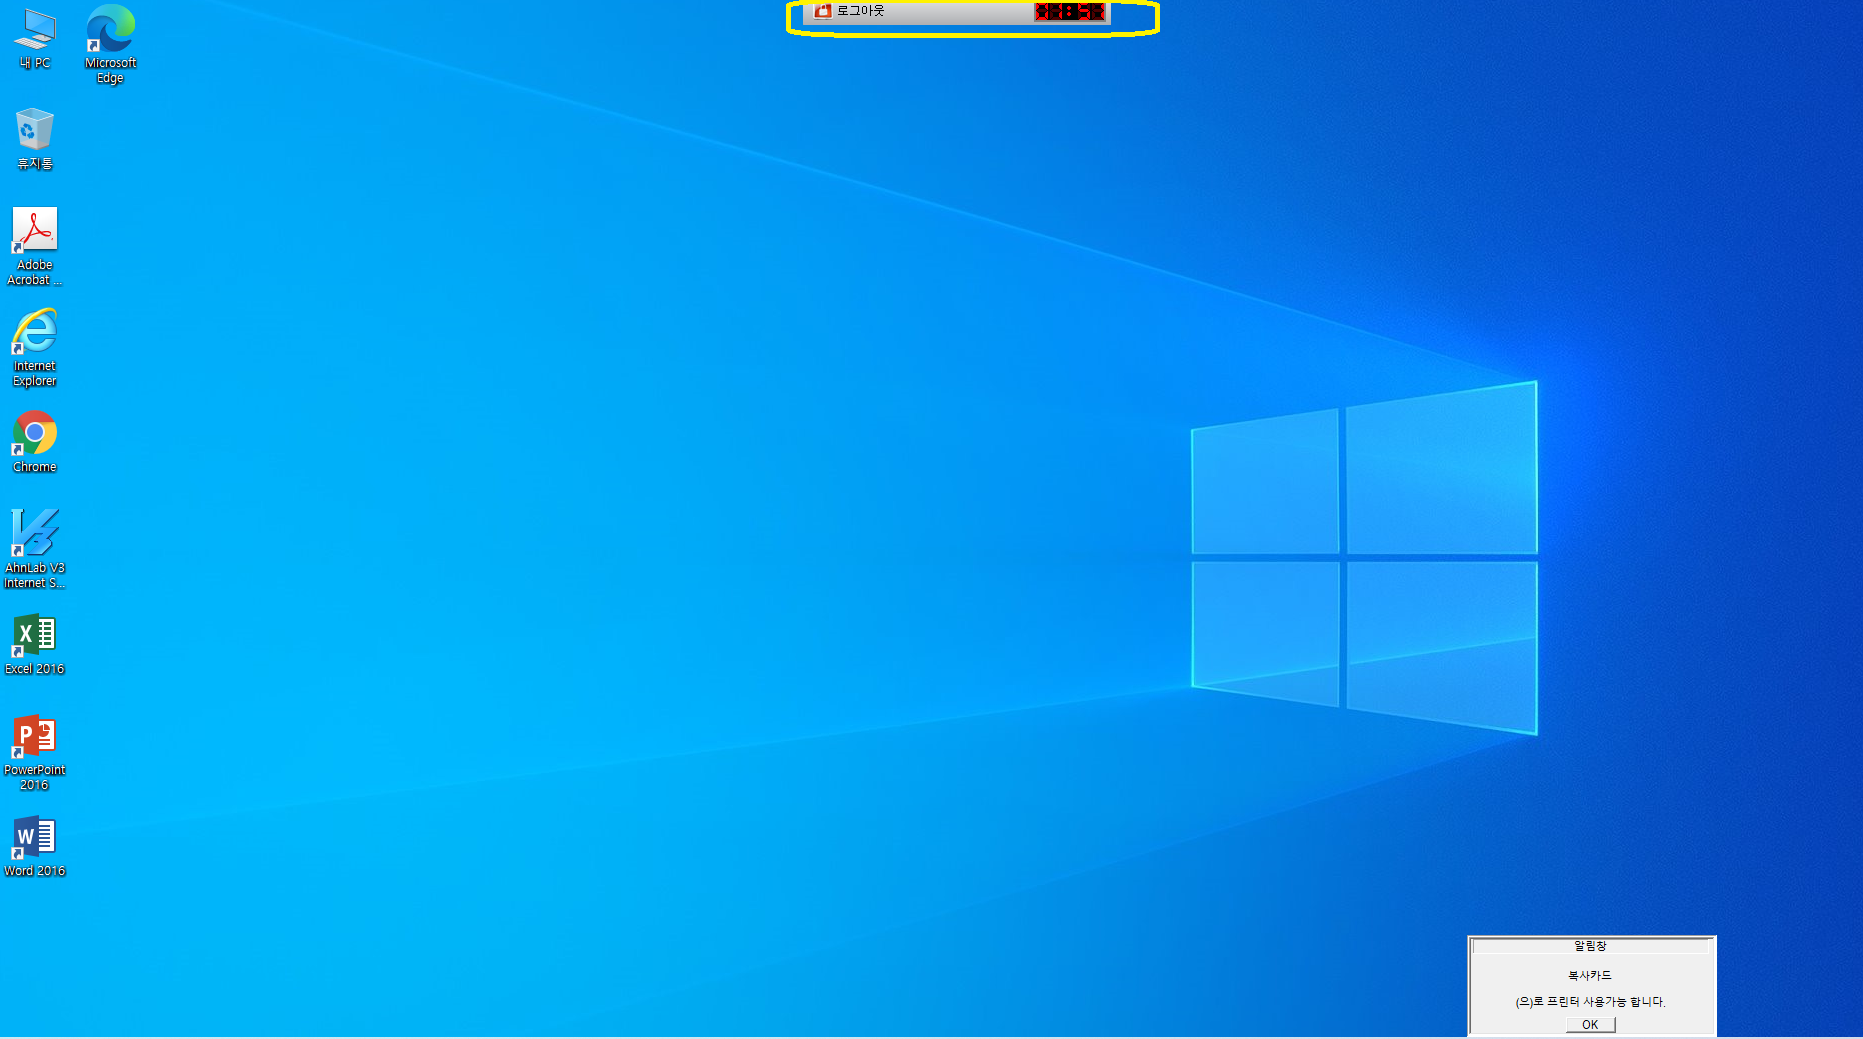 로그아웃
01:57
내 PC
Microsoft
Edge
휴지통
Adobe
Acrobat ...
Internet
Explorer
Chrome
AhnLab V3
Internet S...
Excel 2016
PowerPoint
2016
Word 2016
알림창
복사카드
(으)로 프린터 사용가능 합니다.
OK